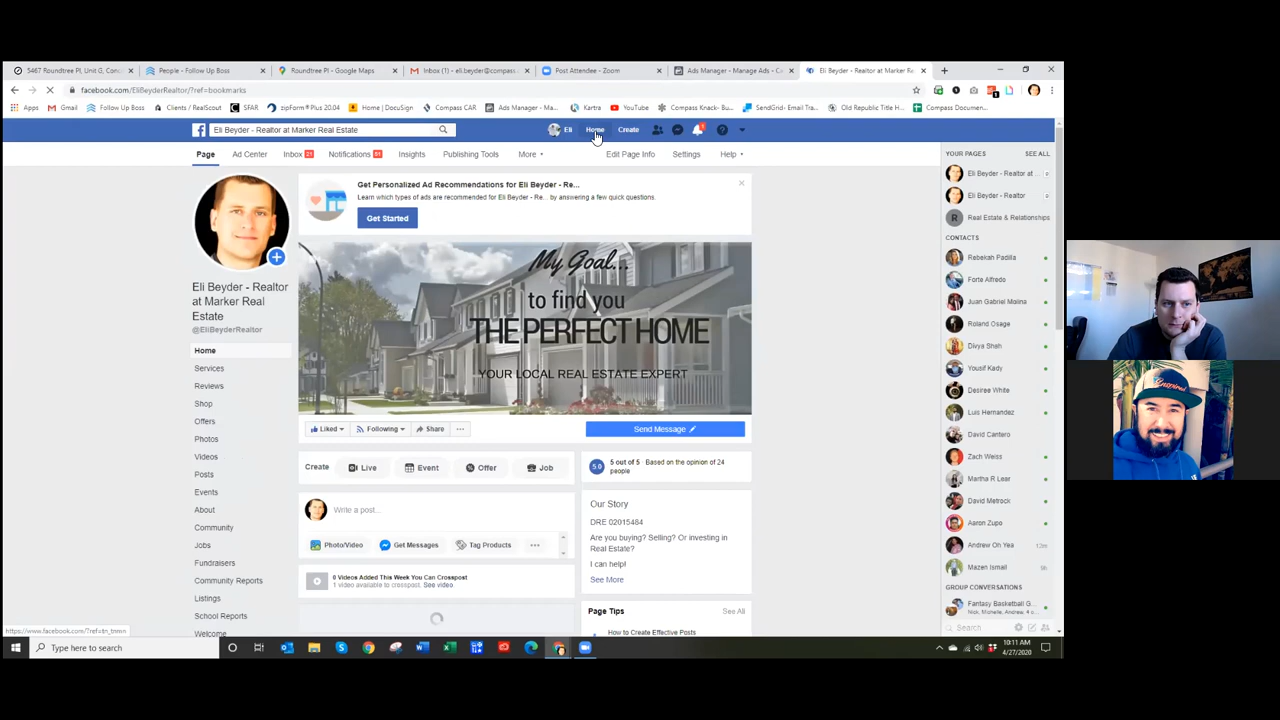 5467 Roundtree Pl, Unit G, Conc
People - Follow Up Boss
Roundtree Pl - Google Maps
Inbox (1) - eli.beyder@compass.
Post Attendee - Zoom
Ads Manager - Manage Ads - C
Eli Beyder - Realtor at Marker Rea
facebook.com/EliBeyderRealtor/?ref=bookmarks
Apps
FollowUpBoss
Clients / RealScout
SFAR
zipForm® Plus 20.04
Home | DocuSign
Compass CAR
Ads Manager - Ma...
Kartra
YouTube
Compass Knack- Bu...
SendGrid- Email Tra...
Old Republic Title H...
Compass Documen...
Eli Beyder - Realtor at Marker Real Estate
Eli
Home
Create
Page
Ad Center
Inbox 21
Notifications 51
Insights
Publishing Tools
More
Edit Page Info
Settings
Help
Get Personalized Ad Recommendations for Eli Beyder - Re...
Learn which types of ads are recommended for Eli Beyder - Re... by answering a few quick questions.
Get Started
My Goal...
to find you
THE PERFECT HOME
YOUR LOCAL REAL ESTATE EXPERT
Eli Beyder - Realtor
at Marker Real
Estate
@EliBeyderRealtor
Home
Services
Reviews
Shop
Offers
Photos
Videos
Posts
Events
About
Community
Jobs
Fundraisers
Community Reports
Listings
School Reports
Welcome
Liked
Following
Share
Send Message
Create
Live
Event
Offer
Job
Write a post...
Photo/Video
Get Messages
Tag Products
8 Videos Added This Week You Can Crosspost
1 video available to crosspost. See video.
5.0
5 out of 5 · Based on the opinion of 24
people
Our Story
DRE 02015484
Are you buying? Selling? Or investing in
Real Estate?
I can help!
See More
Page Tips
See All
How to Create Effective Posts
YOUR PAGES
SEE ALL
Eli Beyder - Realtor at ...
Eli Beyder - Realtor
Real Estate & Relationships
CONTACTS
Rebekah Padilla
Forte Alfredo
Juan Gabriel Molina
Roland Osage
Divya Shah
Yousif Kady
Desiree White
Luis Hernandez
David Cantero
Zach Weiss
Martha R Lear
David Metrock
Aaron Zupo
Andrew Oh Yea
13m
Mazen Ismail
9h
GROUP CONVERSATIONS
Fantasy Basketball G...
Nick, Michelle, Andrew, 4 o...
Search
https://www.facebook.com/?ref=tn_tnmn
Type here to search
10:11 AM
4/27/2020
Inspired